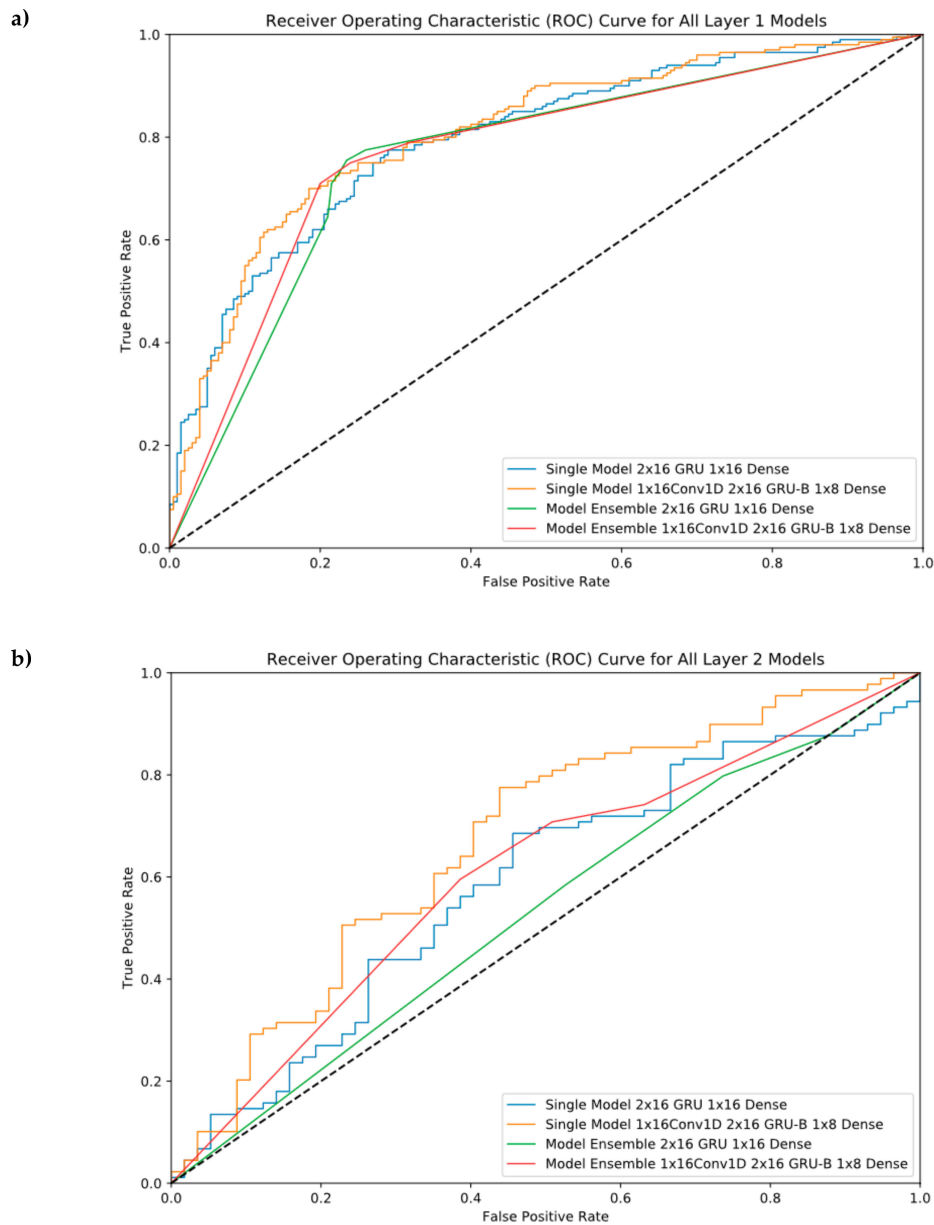 a)
Receiver Operating Characteristic (ROC) Curve for All Layer 1 Models
1.0
0.8
0.6
0.4
0.2
0.0
True Positive Rate
Single Model 2x16 GRU 1x16 Dense
Single Model 1x16Conv1D 2x16 GRU-B 1x8 Dense
Model Ensemble 2x16 GRU 1x16 Dense
Model Ensemble 1x16Conv1D 2x16 GRU-B 1x8 Dense
0.0 0.2 0.4 0.6 0.8 1.0
False Positive Rate
b)
Receiver Operating Characteristic (ROC) Curve for All Layer 2 Models
1.0
0.8
0.6
0.4
0.2
0.0
True Positive Rate
Single Model 2x16 GRU 1x16 Dense
Single Model 1x16Conv1D 2x16 GRU-B 1x8 Dense
Model Ensemble 2x16 GRU 1x16 Dense
Model Ensemble 1x16Conv1D 2x16 GRU-B 1x8 Dense
0.0 0.2 0.4 0.6 0.8 1.0
False Positive Rate